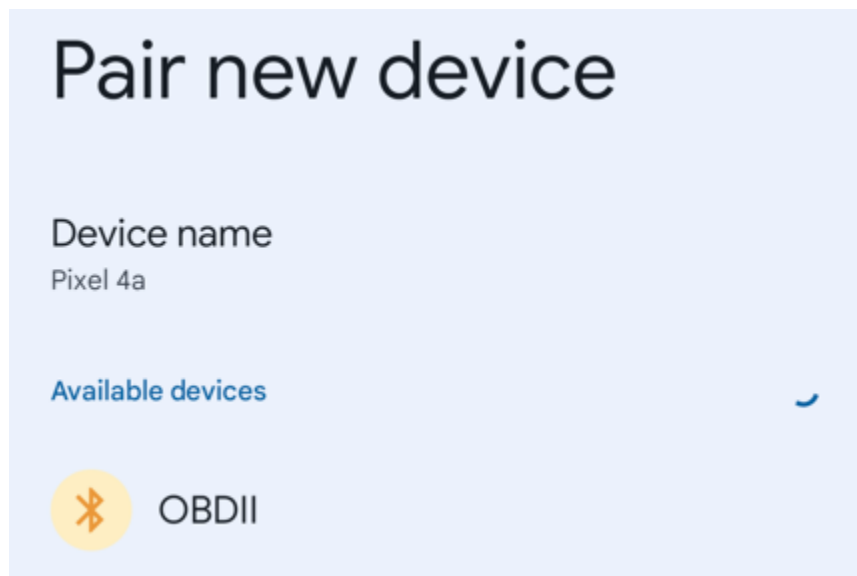 Pair new device
Device name
Pixel 4a
Available devices
OBDII